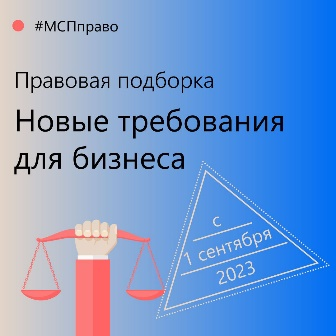 #МСПправо
Правовая подборка
Новые требования
для бизнеса
с
1 сентября
2023